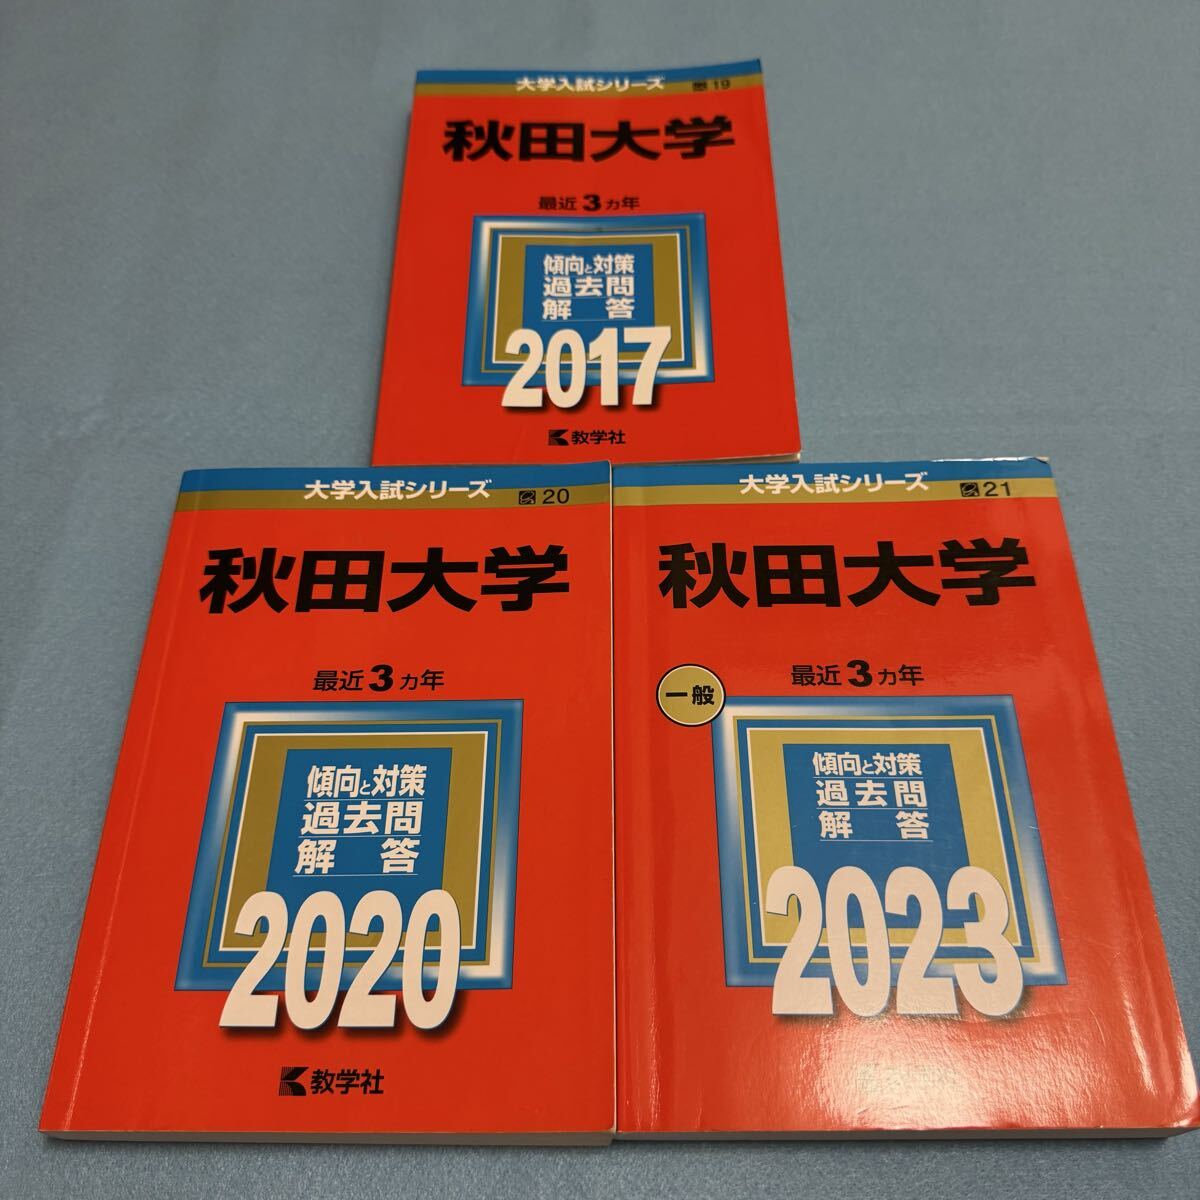 大学入試シリーズ 19
秋田大学
最近3ヵ年
傾向と対策
過去問
解答
2017
教学社
大学入試シリーズ 20
秋田大学
最近3ヵ年
傾向と対策
過去問
解答
2020
教学社
大学入試シリーズ 21
秋田大学
一般
最近3ヵ年
傾向と対策
過去問
解答
2023